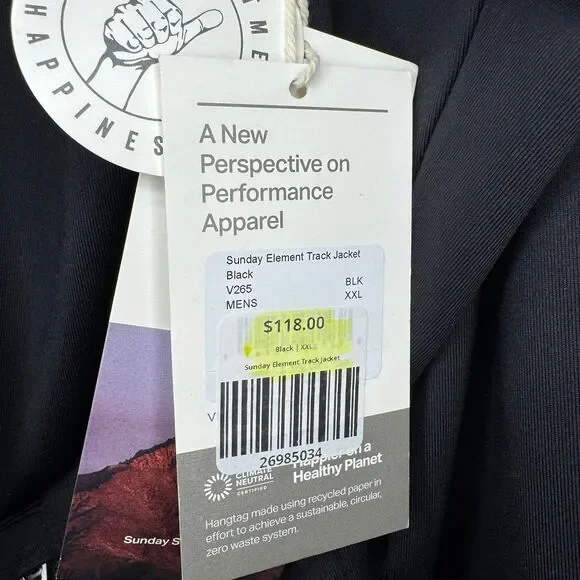 HAPPINES
ME
A New
Perspective on
Performance
Apparel
Sunday Element Track Jacket
Black
V265 BLK
MENS XXL
$118.00
Black | XXL
Sunday Element Track Jacket
V
26985034
CLIMATE
NEUTRAL
CERTIFIED
Happier on a
Healthy Planet
Hangtag made using recycled paper in
effort to achieve a sustainable, circular,
zero waste system.
Sunday S